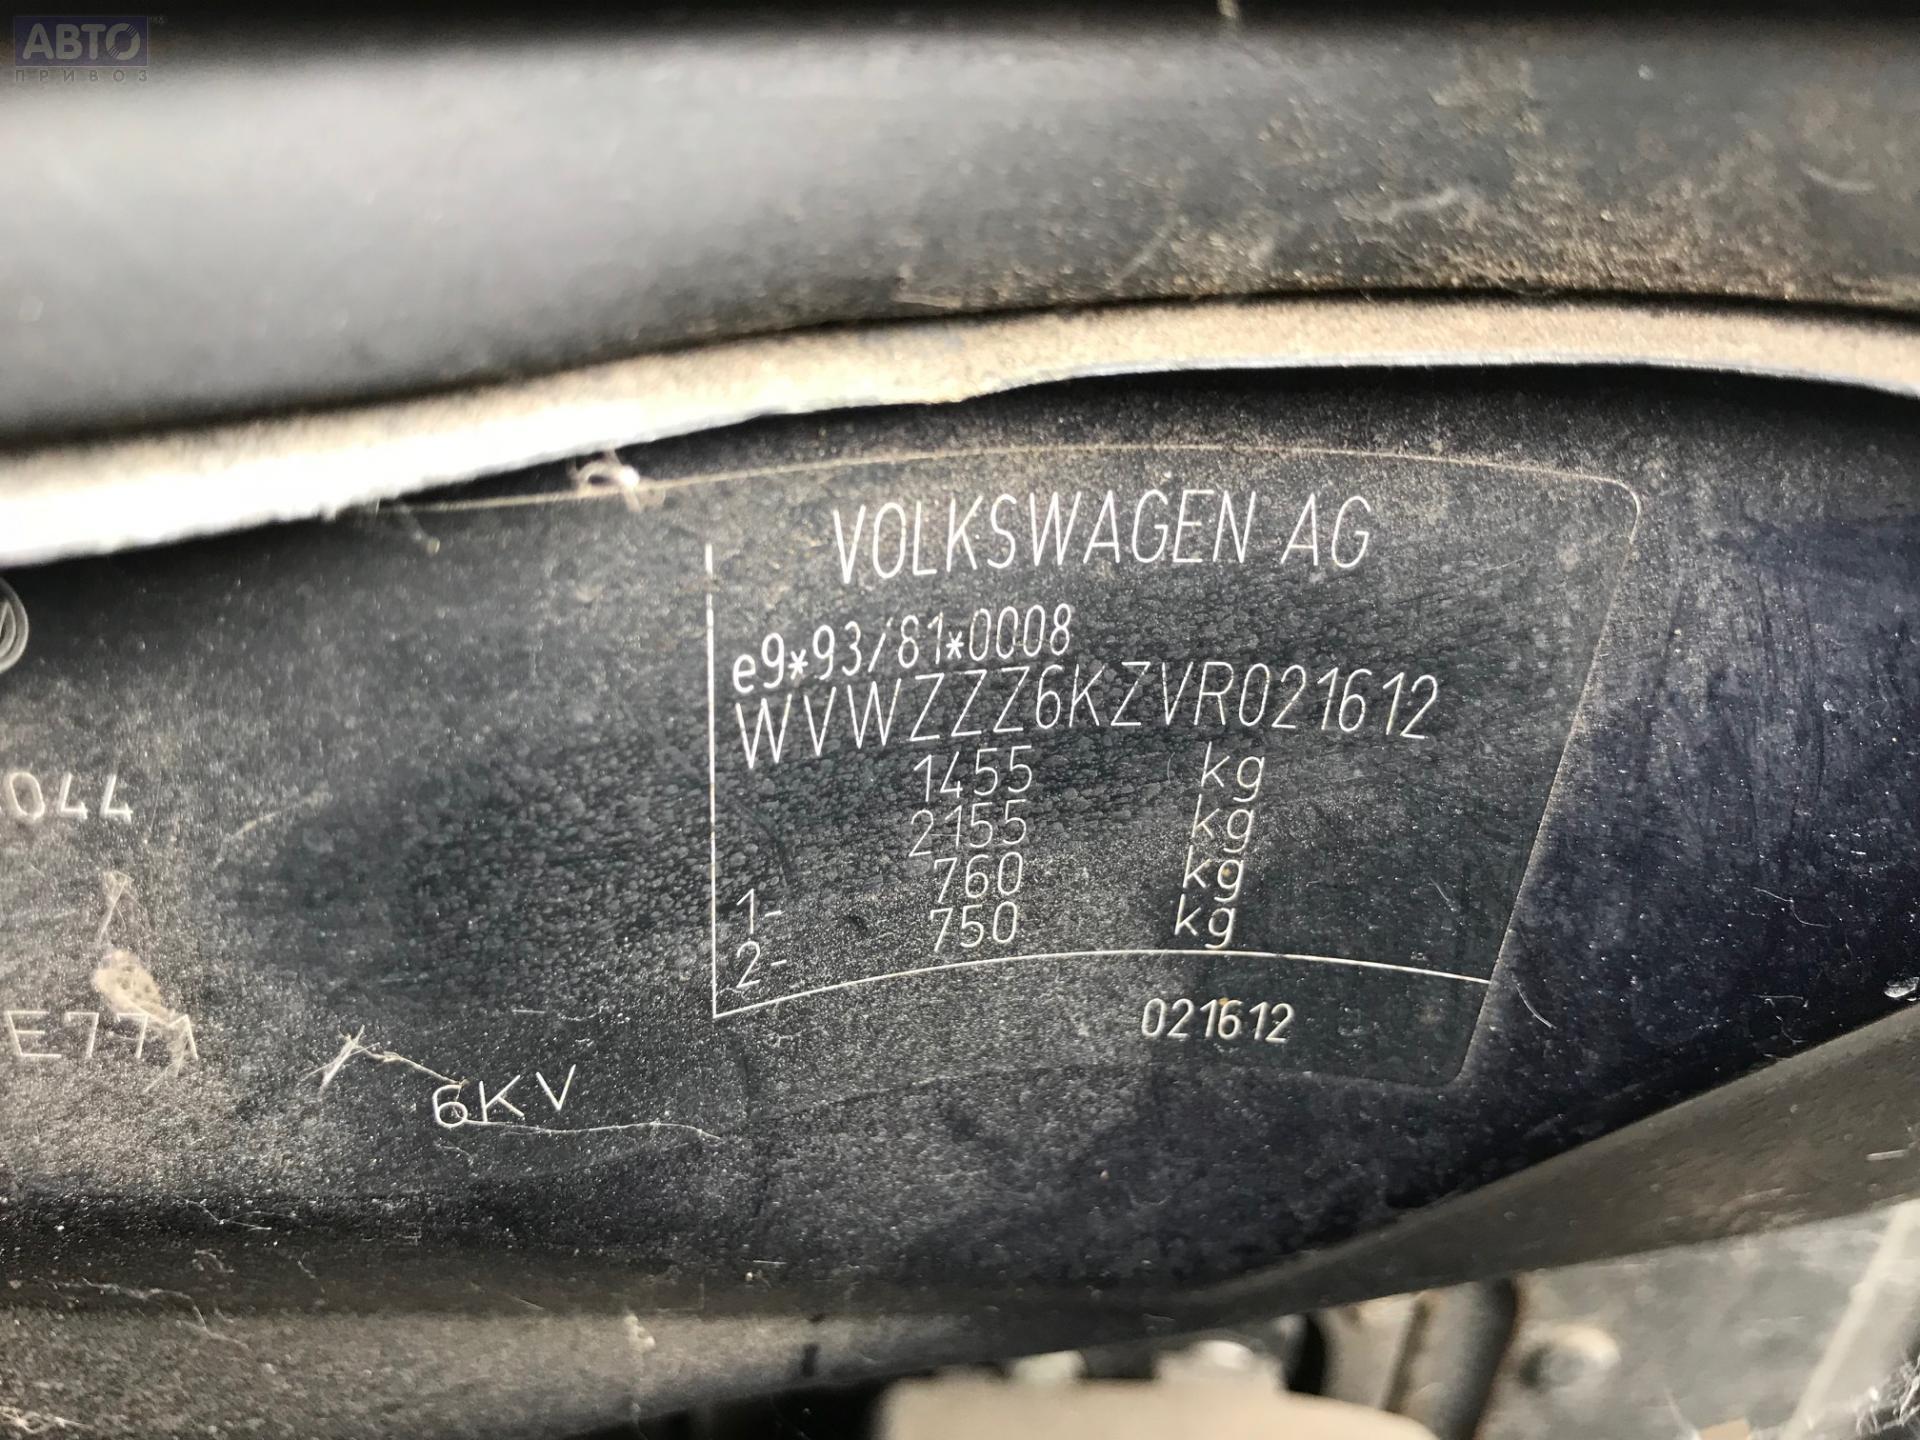 АВТО
ПРИВОЗ
VOLKSWAGEN AG
e9*93/81*0008
WVWZZZ6KZVR021612
1455 kg
2155 kg
1- 760 kg
2- 750 kg
021612
044
E771
6KV